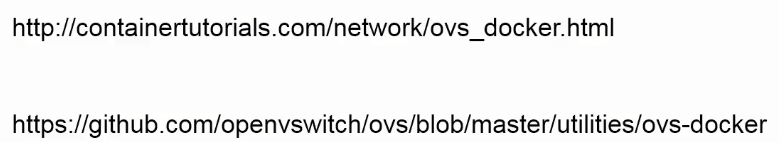 http://containertutorials.com/network/ovs_docker.html
https://github.com/openvswitch/ovs/blob/master/utilities/ovs-docker